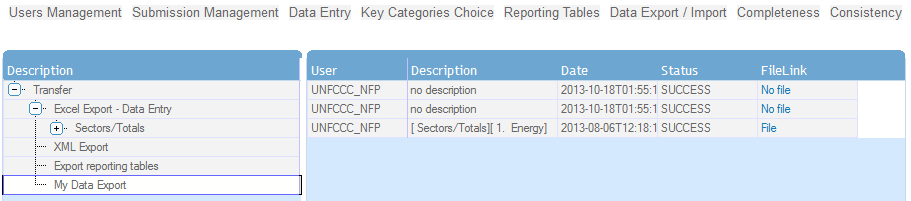 Users Management Submission Management Data Entry Key Categories Choice Reporting Tables Data Export / Import Completeness Consistency
Description
Transfer
Excel Export - Data Entry
Sectors/Totals
XML Export
Export reporting tables
My Data Export
User Description Date Status FileLink
UNFCCC_NFP no description 2013-10-18T01:55:1 SUCCESS No file
UNFCCC_NFP no description 2013-10-18T01:55:1 SUCCESS No file
UNFCCC_NFP [ Sectors/Totals][ 1. Energy] 2013-08-06T12:18:1 SUCCESS File